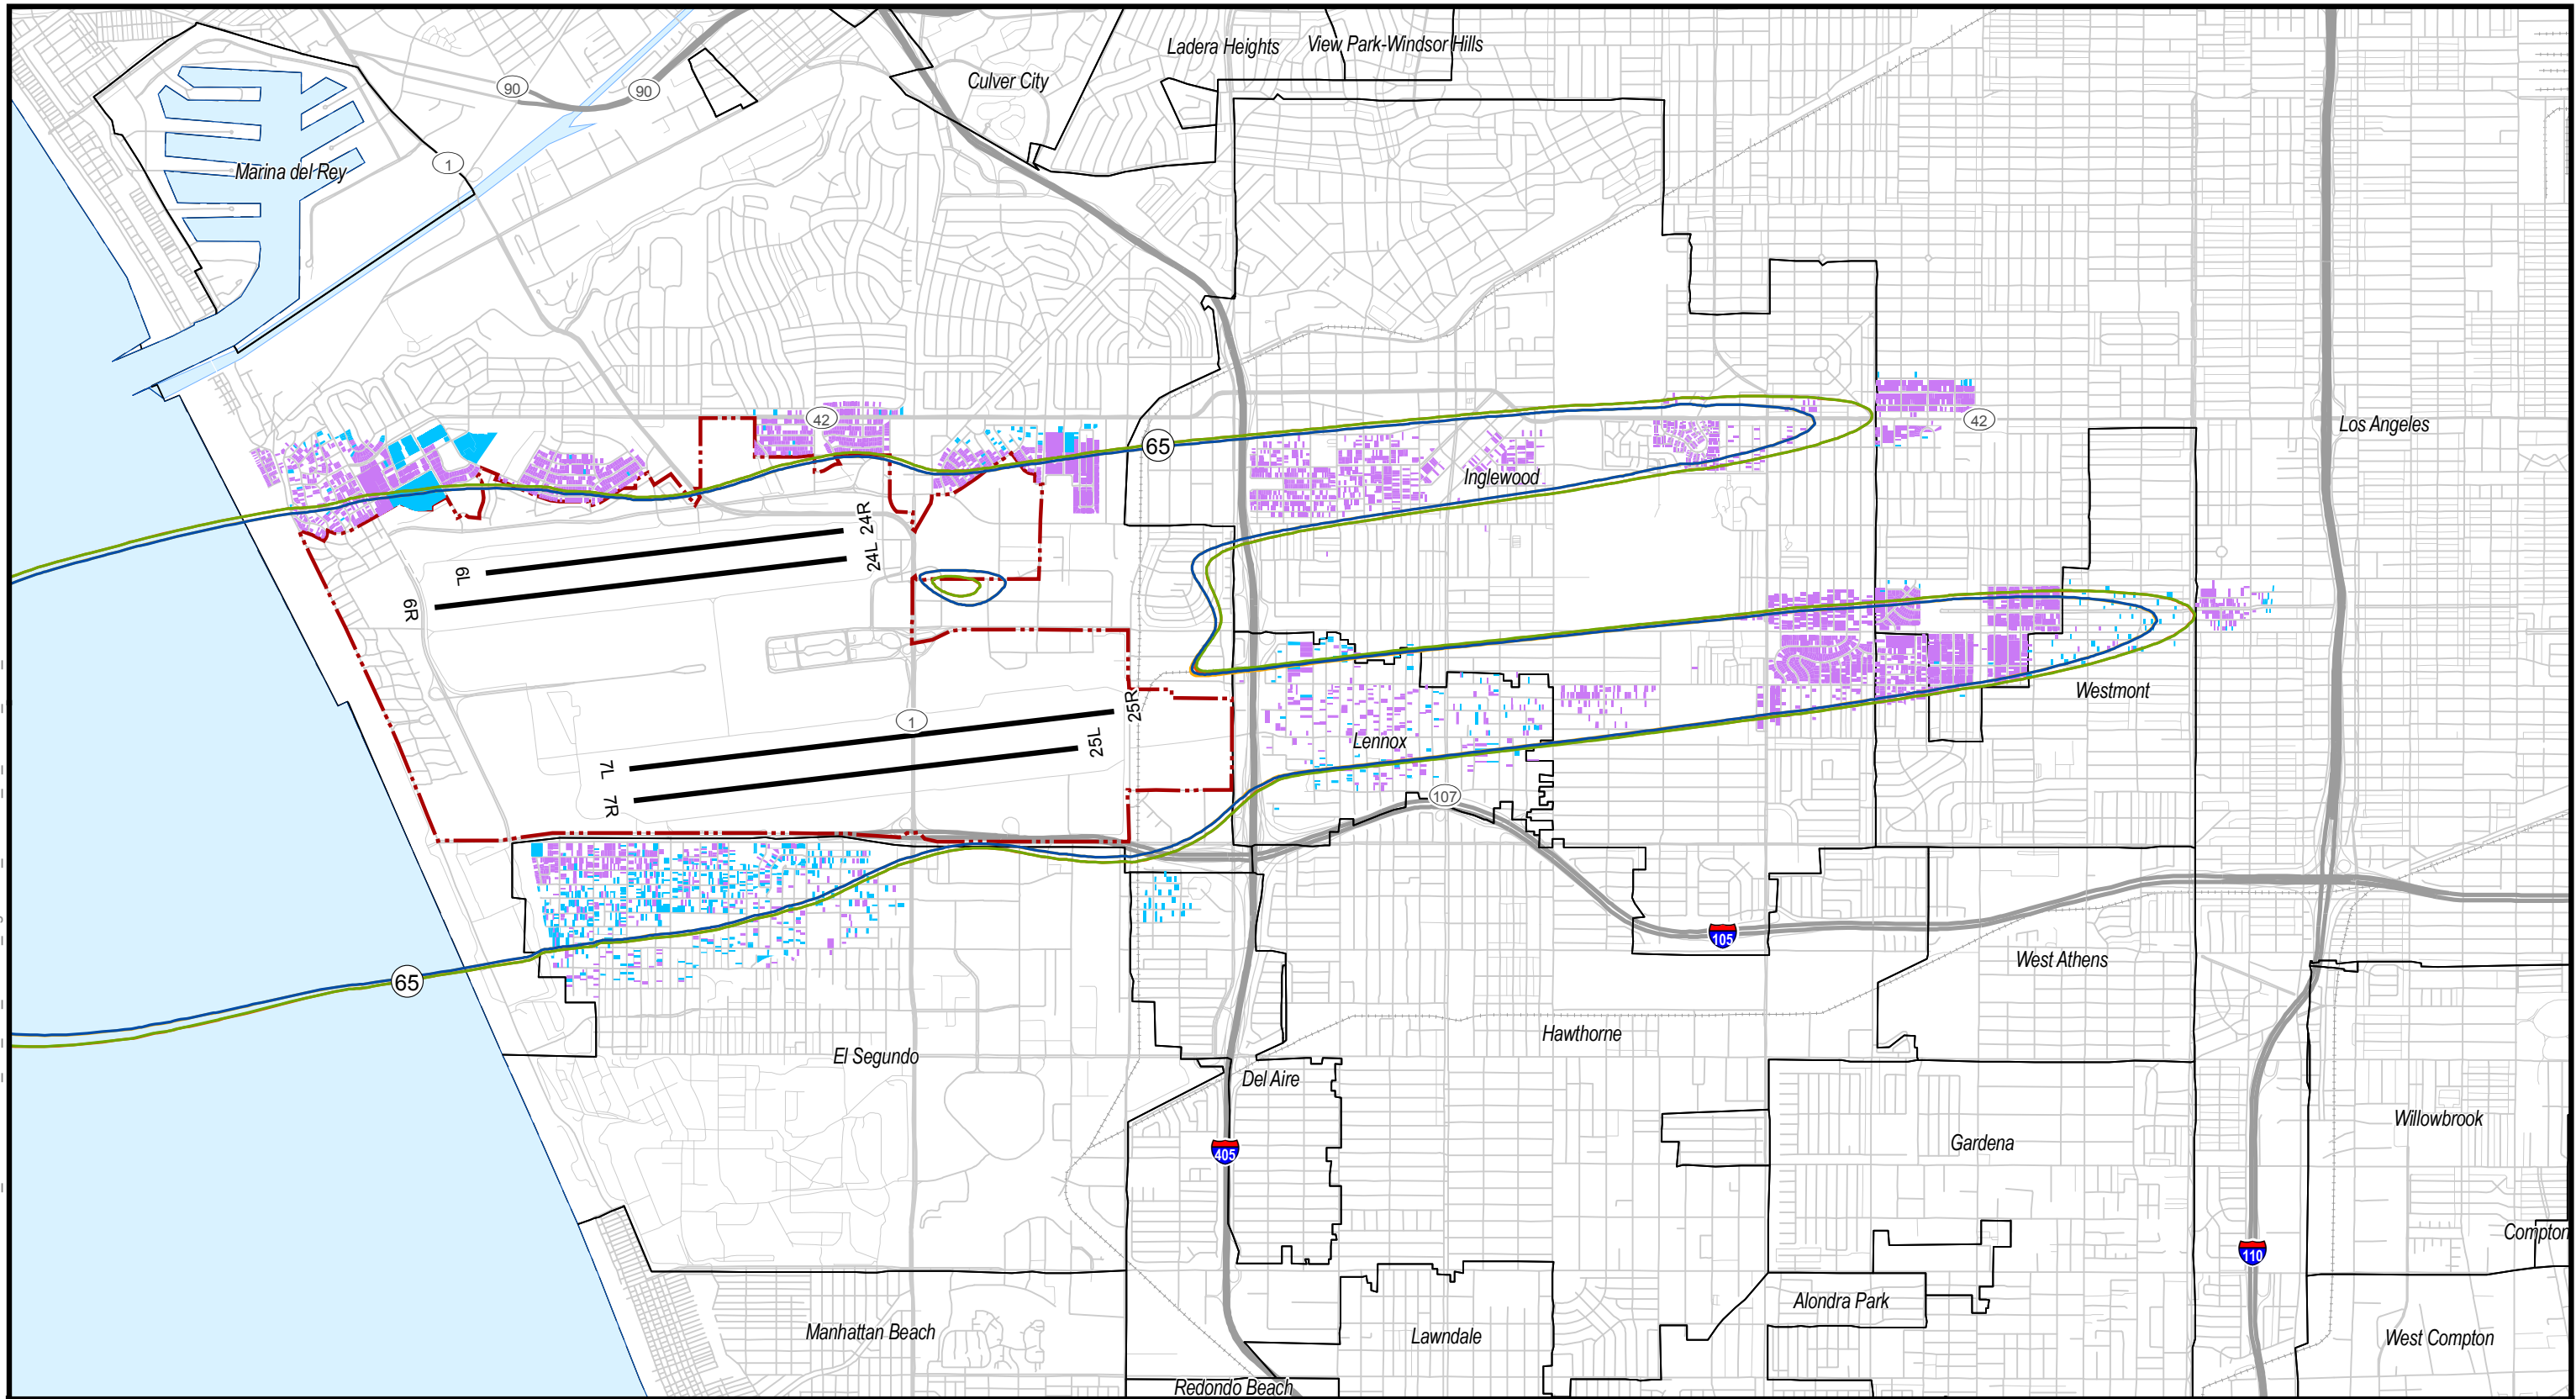 Ladera Heights
View Park-Windsor Hills
Culver City
90
90
1
Marina del Rey
42
42
Los Angeles
65
Inglewood
24R
24L
6L
6R
Westmont
25R
1
25L
Lennox
7L
7R
107
105
West Athens
65
Hawthorne
El Segundo
Del Aire
Willowbrook
405
Gardena
Compton
110
Alondra Park
Manhattan Beach
Lawndale
West Compton
Redondo Beach